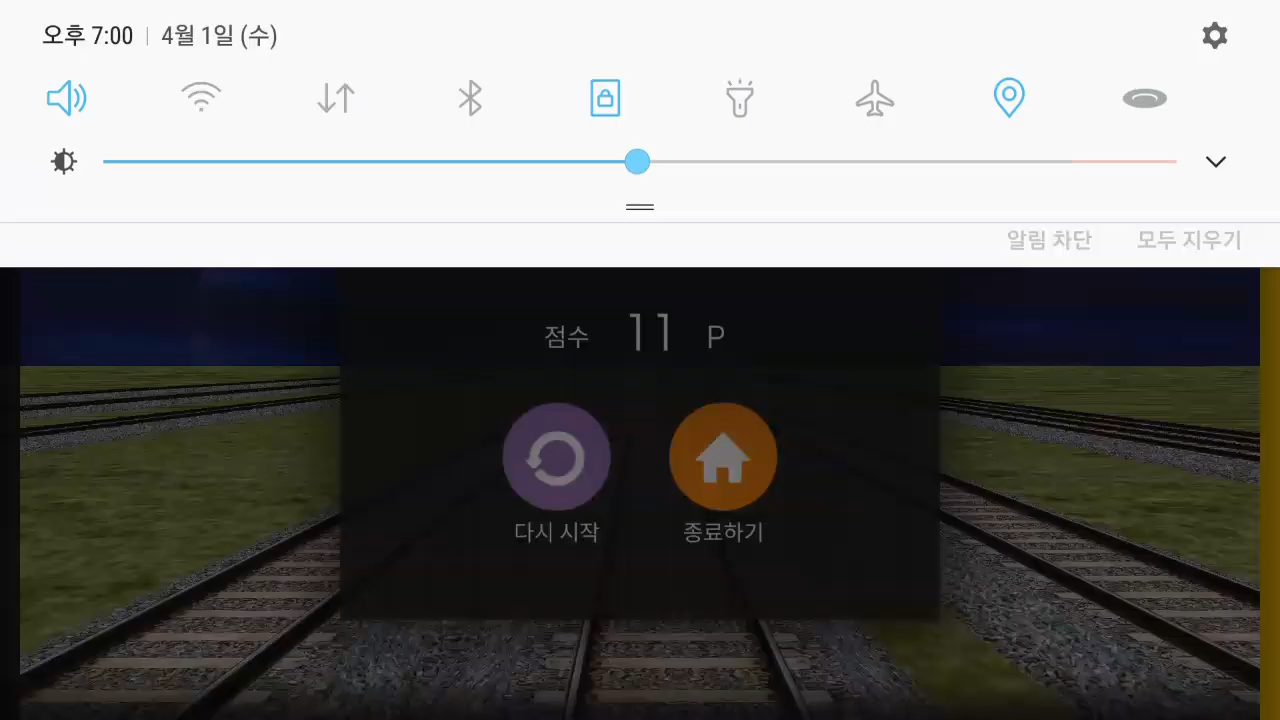 오후 7:00 | 4월 1일 (수)
알림 차단 모두 지우기
점수 11 P
다시 시작 종료하기